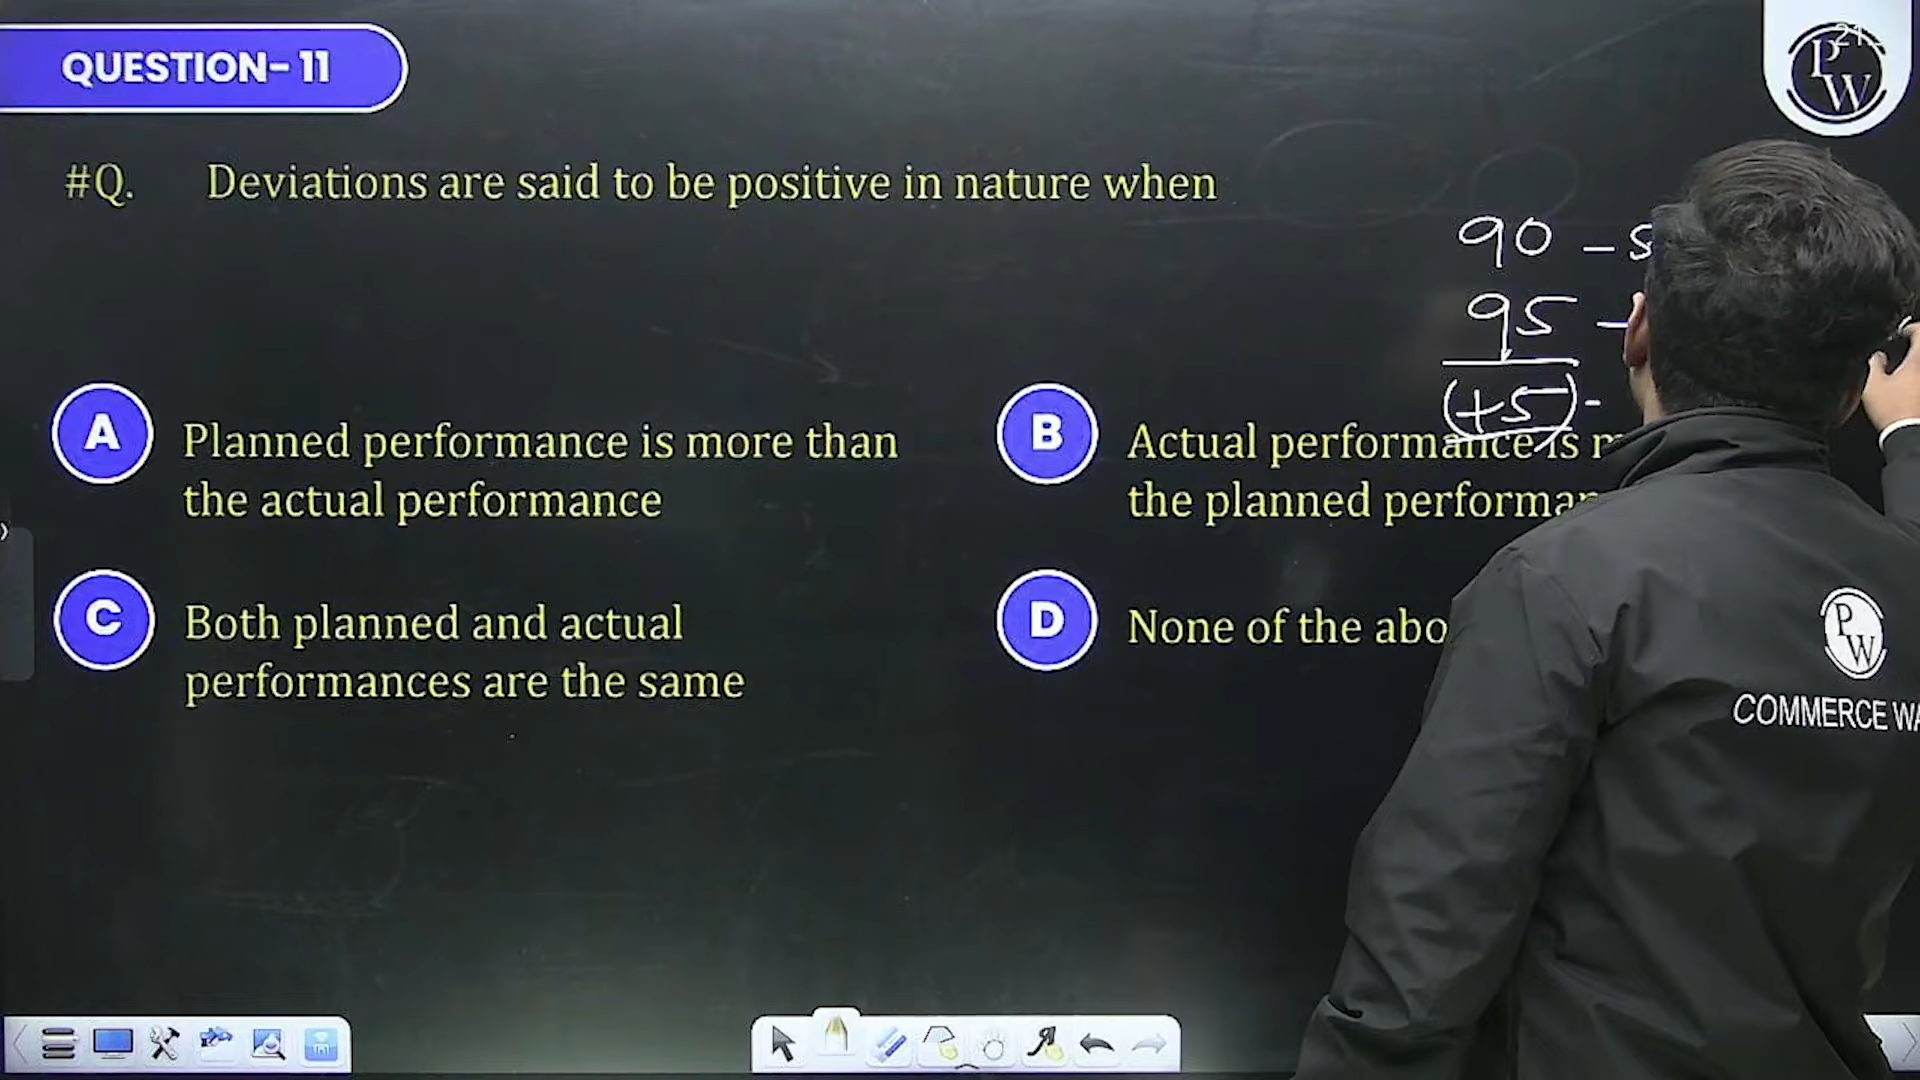 QUESTION- 11
PW
#Q. Deviations are said to be positive in nature when
90 - S
95 -
(+5) -
A Planned performance is more than
the actual performance
B Actual performance is
the planned
C Both planned and actual
performances are the same
D None of the
PW
COMMERCE